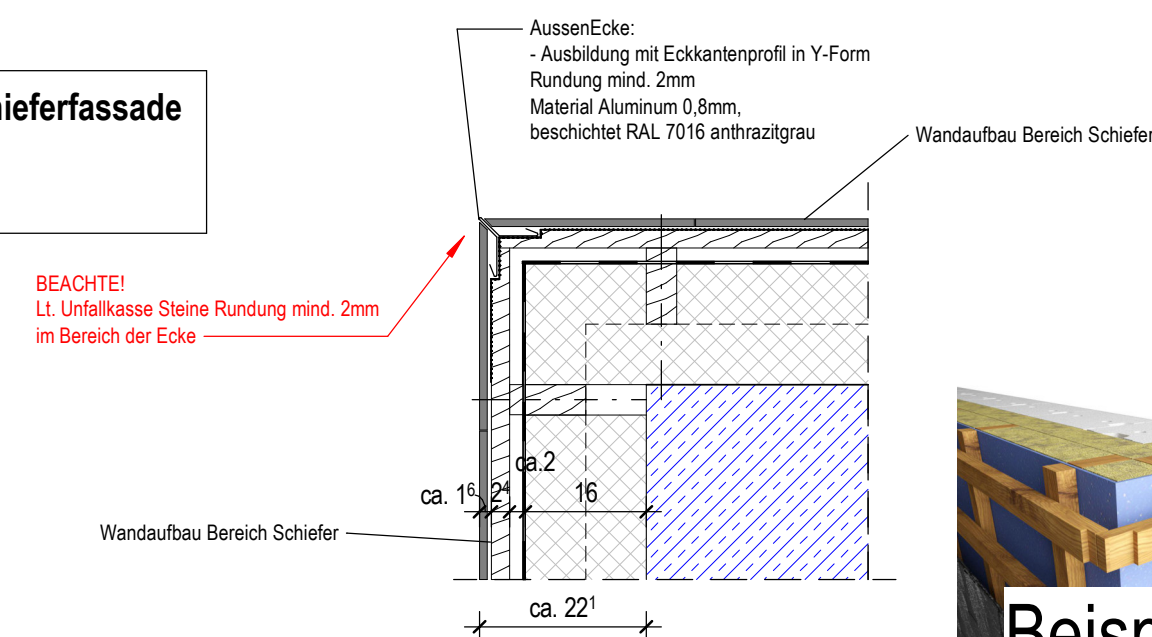 AussenEcke:
- Ausbildung mit Eckkantenprofil in Y-Form
Rundung mind. 2mm
Material Aluminum 0,8mm,
beschichtet RAL 7016 anthrazitgrau
Wandaufbau Bereich Schiefer
ieferfassade
BEACHTE!
Lt. Unfallkasse Steine Rundung mind. 2mm
im Bereich der Ecke
ca.2
ca. 1⁶
2⁴
16
Wandaufbau Bereich Schiefer
ca. 22¹
Beisp